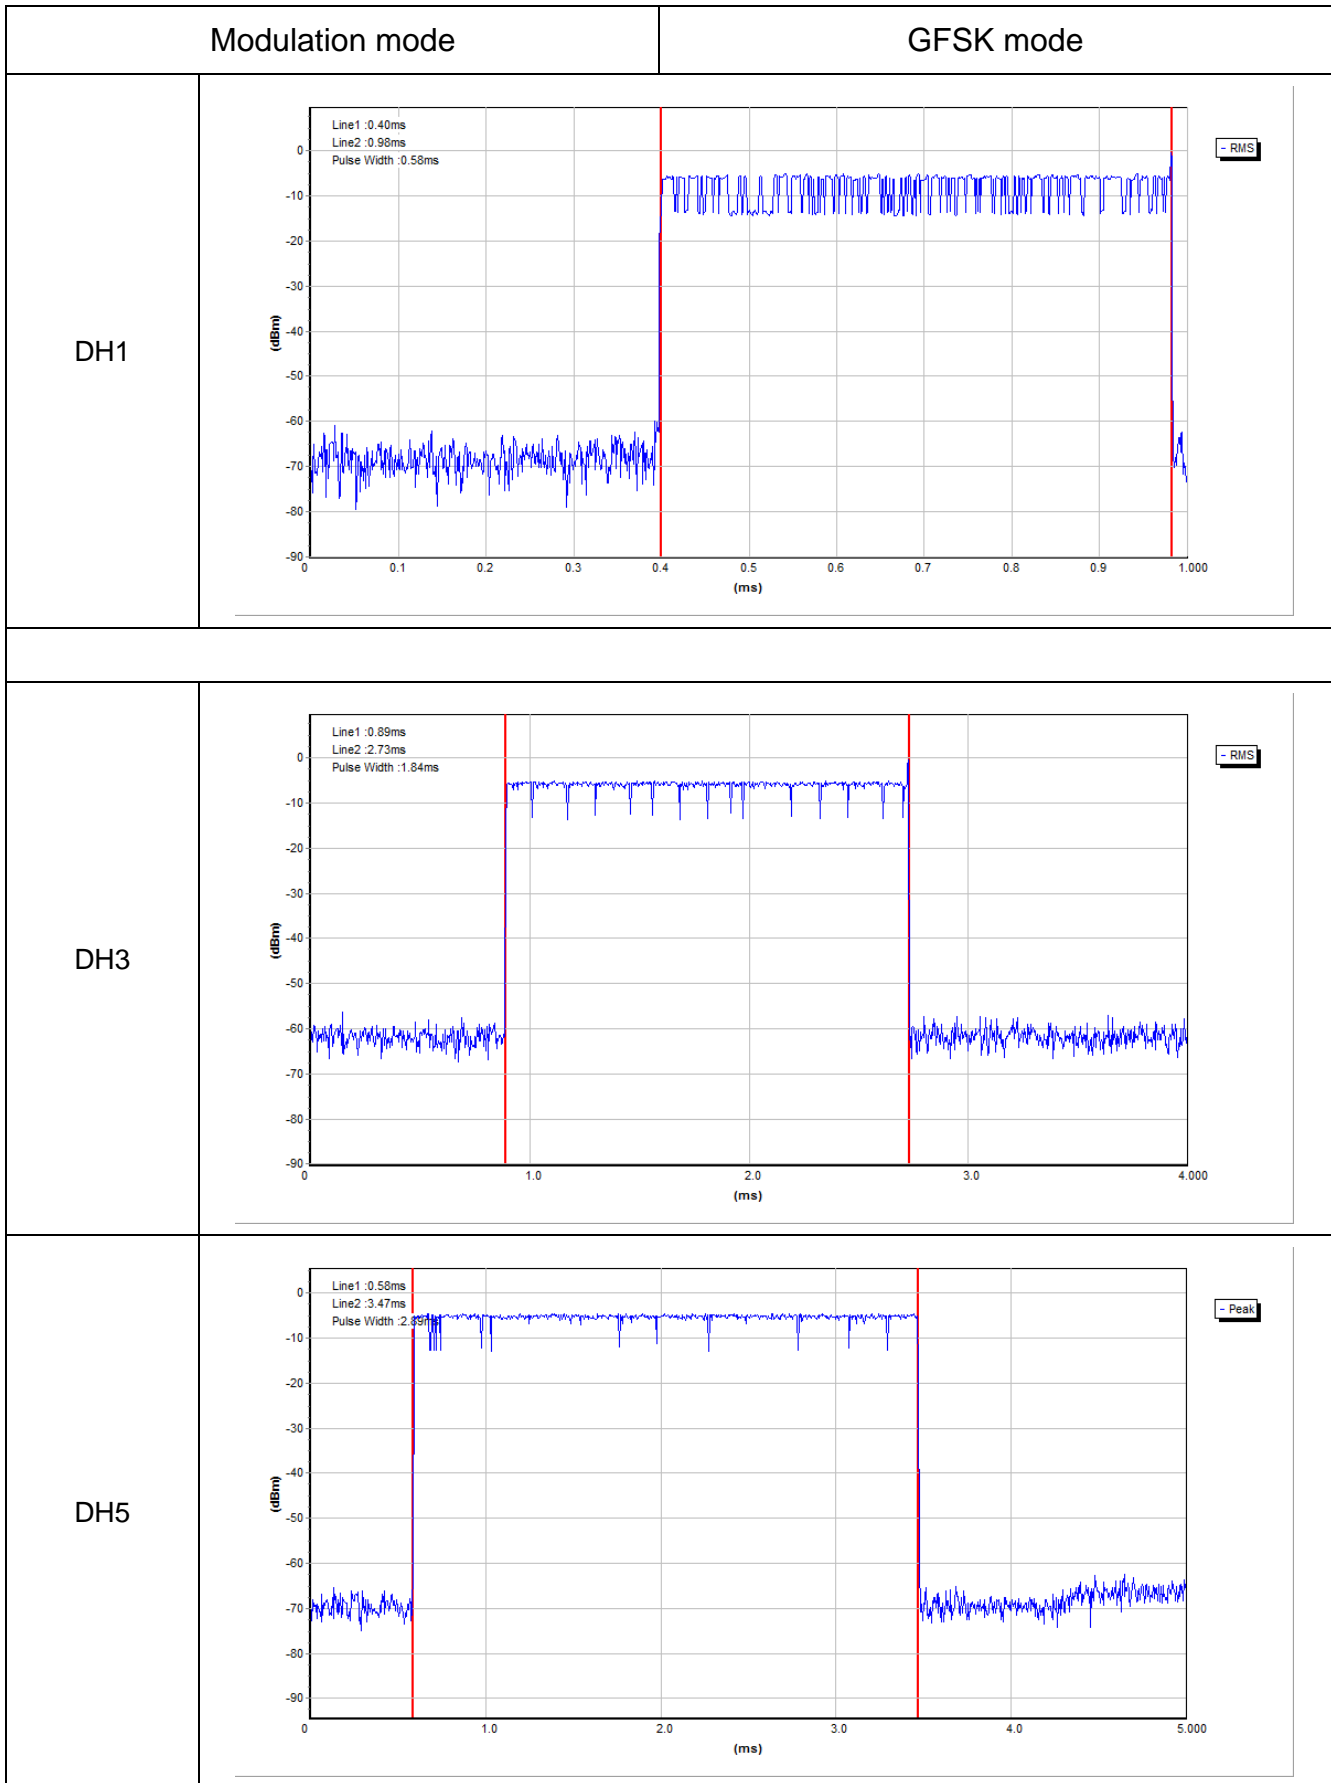 Modulation mode
GFSK mode
DH1
Line1 :0.40ms
Line2 :0.98ms
Pulse Width :0.58ms
RMS
0
-10
-20
-30
-40
-50
-60
-70
-80
-90
(dBm)
0 0.1 0.2 0.3 0.4 0.5 0.6 0.7 0.8 0.9 1.000
(ms)
DH3
Line1 :0.89ms
Line2 :2.73ms
Pulse Width :1.84ms
RMS
0
-10
-20
-30
-40
-50
-60
-70
-80
-90
(dBm)
0 1.0 2.0 3.0 4.000
(ms)
DH5
Line1 :0.58ms
Line2 :3.47ms
Pulse Width :2.89ms
Peak
0
-10
-20
-30
-40
-50
-60
-70
-80
-90
(dBm)
0 1.0 2.0 3.0 4.0 5.000
(ms)